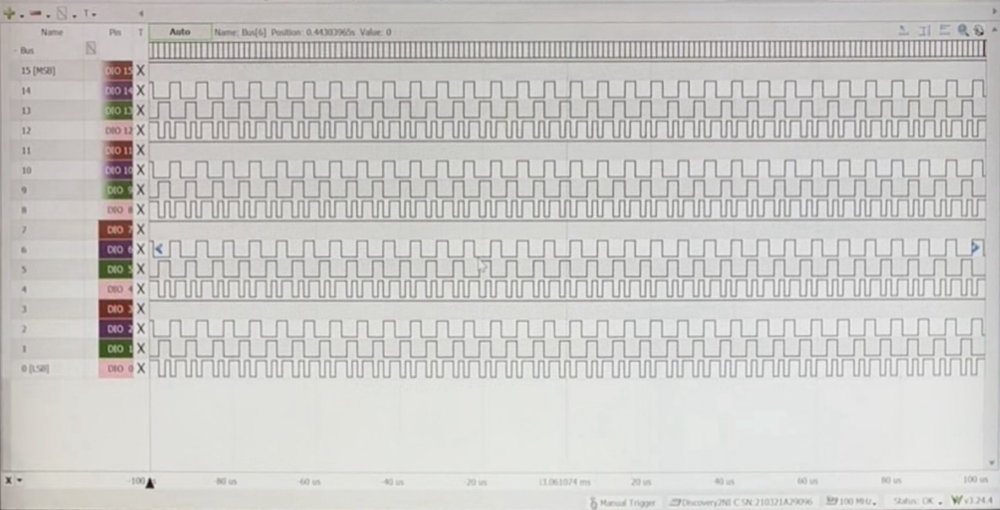 T
Name Pin T Auto Name: Bus[6] Position: 0.44383965s Value: 0
- Bus
15 [MSB] DIO 15 X
14 DIO 14 X
13 DIO 13 X
12 DIO 12 X
11 DIO 11 X
10 DIO 10 X
9 DIO 9 X
8 DIO 8 X
7 DIO 7 X
6 DIO 6 X
5 DIO 5 X
4 DIO 4 X
3 DIO 3 X
2 DIO 2 X
1 DIO 1 X
0 [LSB] DIO 0 X
X -100 -80 us -60 us -40 us -20 us 13.061074 ms 20 us 40 us 60 us 80 us 100 us
Manual Trigger Discovery2NI C SN:210321A29096 100 MHz Status: OK W v3.24.4